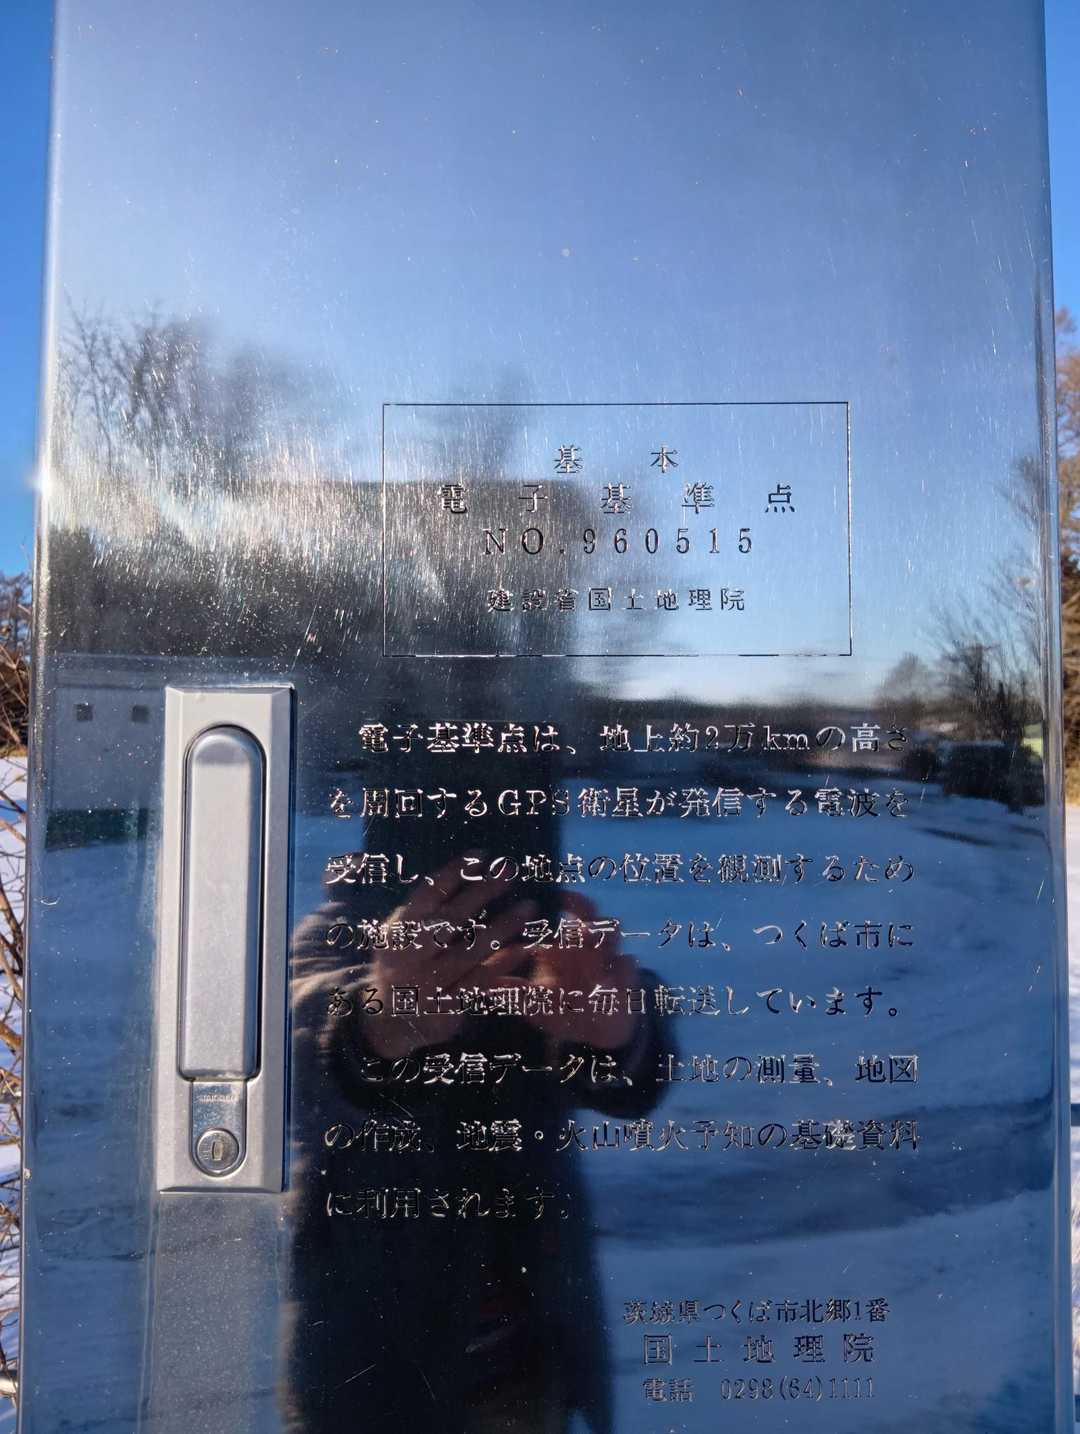 基本
電子基準点
NO.960515
建設省国土地理院
電子基準点は、地上約2万kmの高さ
を周回するGPS衛星が発信する電波を
受信し、この地点の位置を観測するため
の施設です。受信データは、つくば市に
ある国土地理院に毎日転送しています。
この受信データは、土地の測量、地図
の作成、地震・火山噴火予知の基礎資料
に利用されます。
茨城県つくば市北郷1番
国土地理院
電話 0298(64)1111